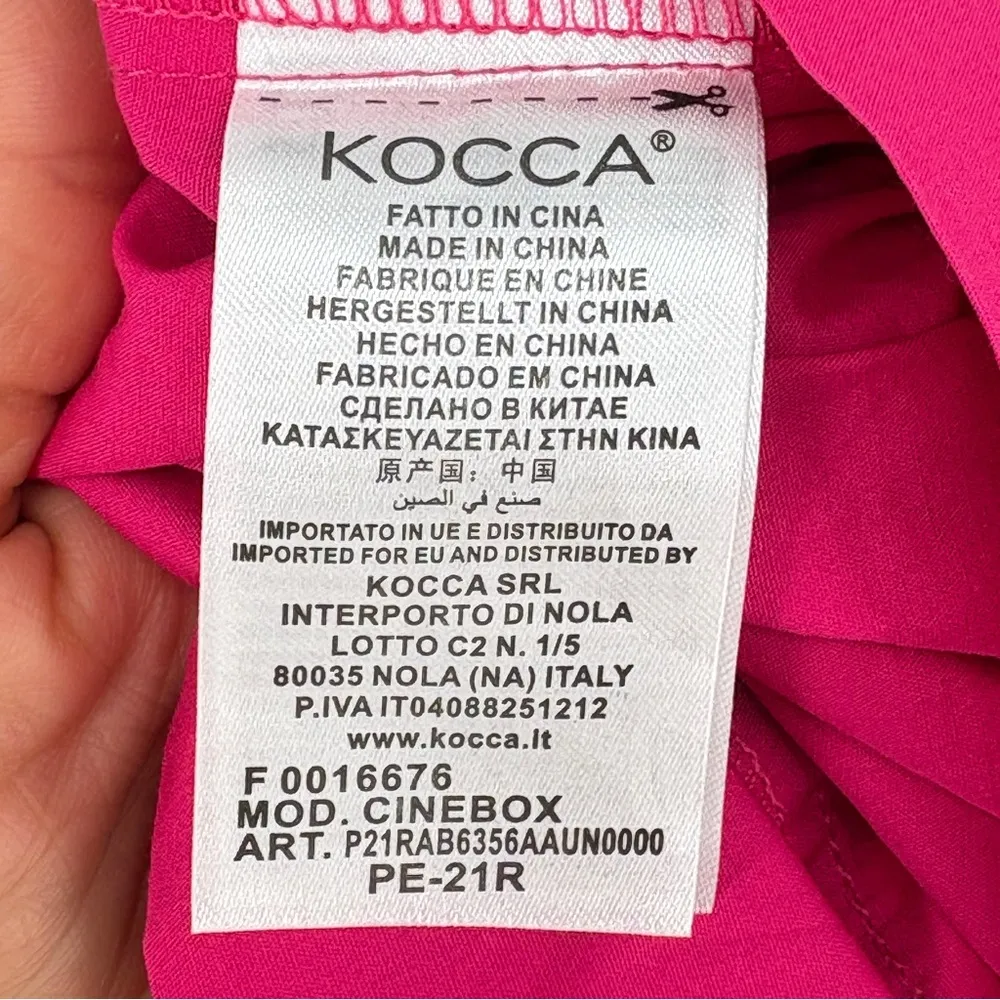 KOCCA®
FATTO IN CINA
MADE IN CHINA
FABRIQUE EN CHINE
HERGESTELLT IN CHINA
HECHO EN CHINA
FABRICADO EM CHINA
СДЕЛАНО В КИТАЕ
ΚΑΤΑΣΚΕΥΑΖΕΤΑΙ ΣΤΗΝ ΚΙΝΑ
原产国：中国
صنع في الصين
IMPORTATO IN UE E DISTRIBUITO DA
IMPORTED FOR EU AND DISTRIBUTED BY
KOCCA SRL
INTERPORTO DI NOLA
LOTTO C2 N. 1/5
80035 NOLA (NA) ITALY
P.IVA IT04088251212
www.kocca.it
F 0016676
MOD. CINEBOX
ART. P21RAB6356AAUN0000
PE-21R